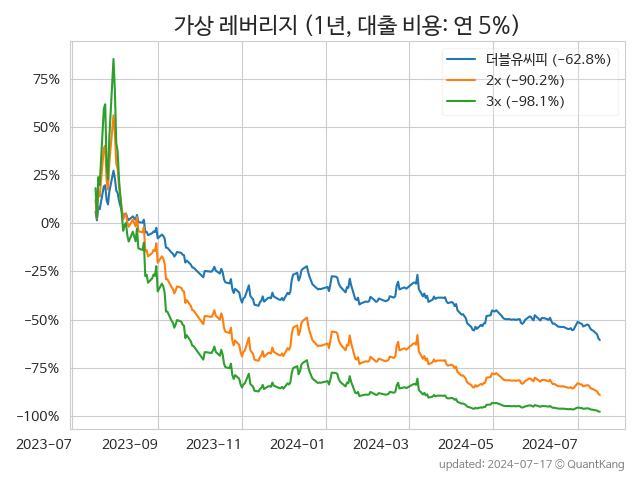 가상 레버리지 (1년, 대출 비용: 연 5%)
더블유씨피 (−62.8%)
2x (−90.2%)
3x (−98.1%)
75%
50%
25%
0%
−25%
−50%
−75%
−100%
2023-07 2023-09 2023-11 2024-01 2024-03 2024-05 2024-07
updated: 2024-07-17 © QuantKang